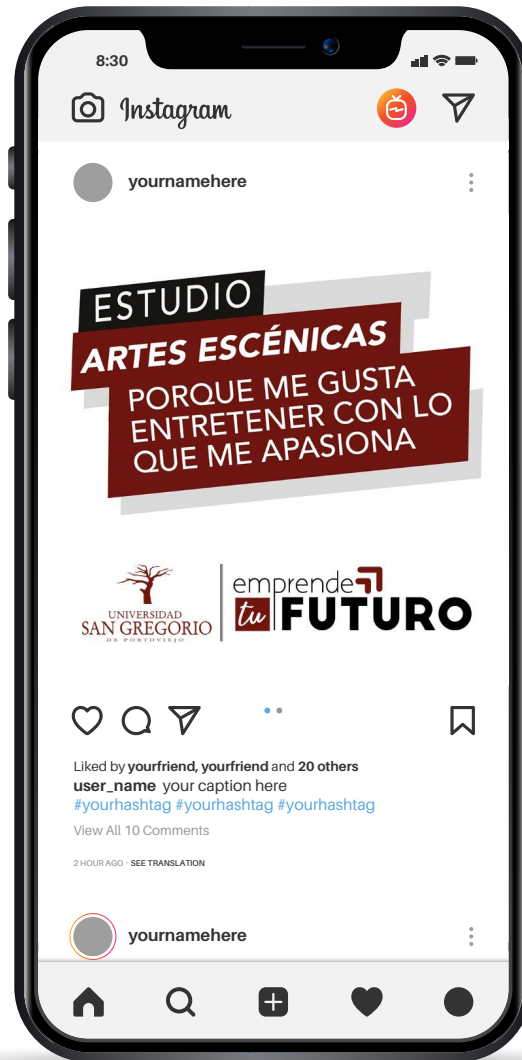 8:30
Instagram
yournamehere
ESTUDIO
ARTES ESCÉNICAS
PORQUE ME GUSTA
ENTRETENER CON LO
QUE ME APASIONA
UNIVERSIDAD
SAN GREGORIO
DE PORTOVIEJO
emprende
tu FUTURO
Liked by yourfriend, yourfriend and 20 others
user_name your caption here
#yourhashtag #yourhashtag #yourhashtag
View All 10 Comments
2 HOUR AGO · SEE TRANSLATION
yournamehere